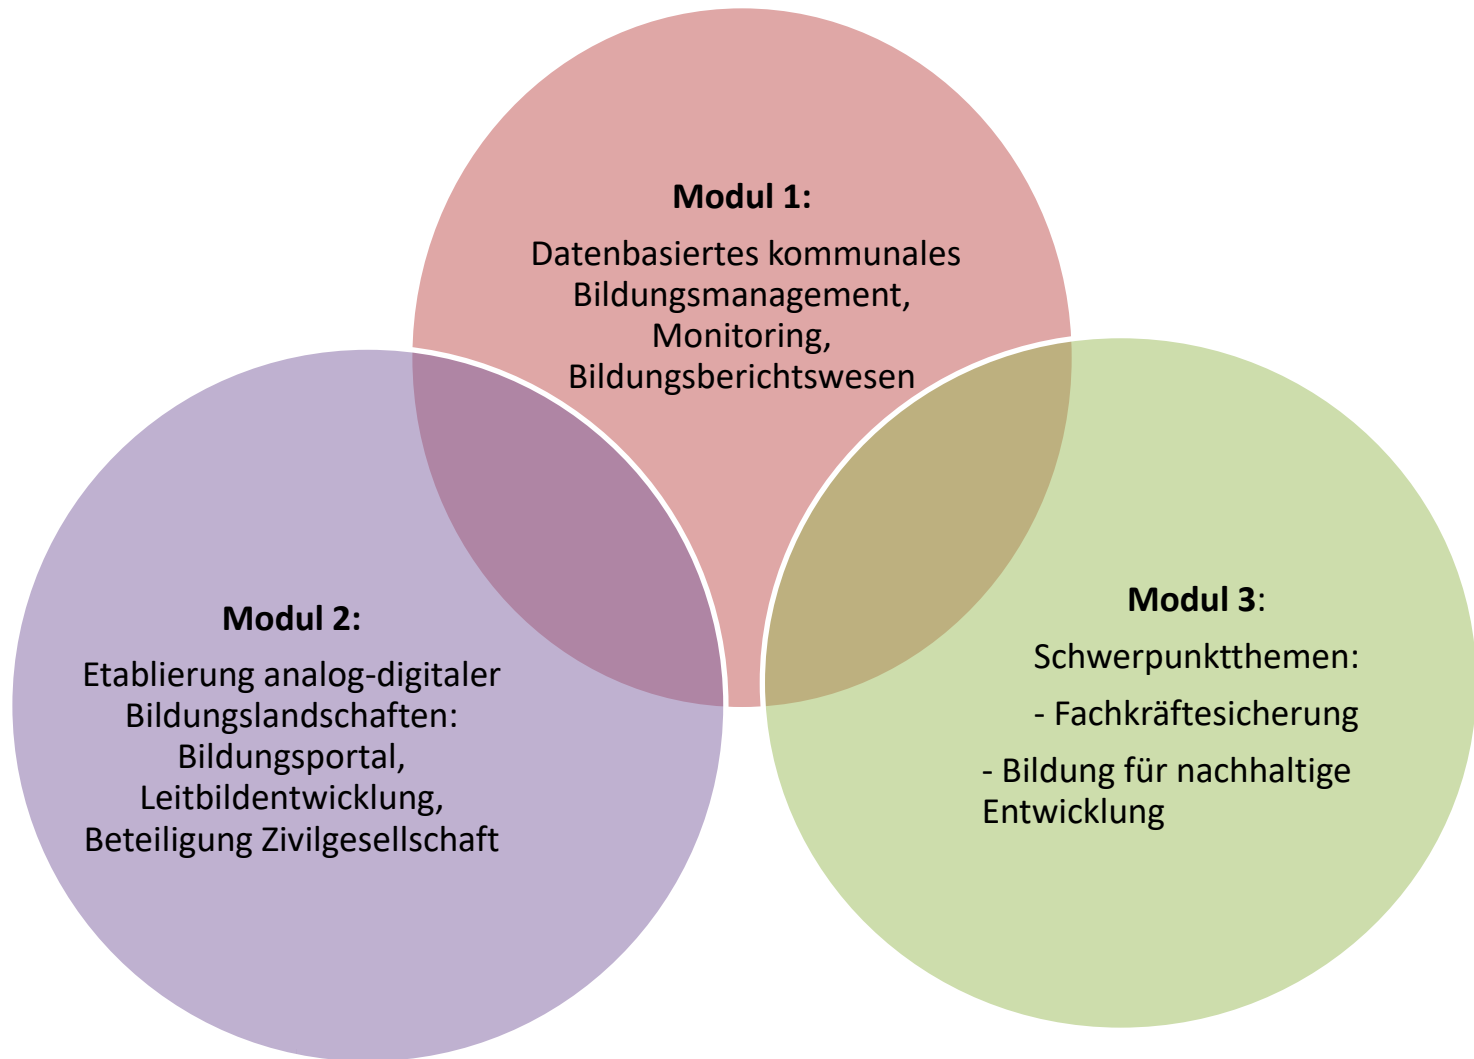 Modul 1:
Datenbasiertes kommunales
Bildungsmanagement,
Monitoring,
Bildungsberichtswesen
Modul 2:
Etablierung analog-digitaler
Bildungslandschaften:
Bildungsportal,
Leitbildentwicklung,
Beteiligung Zivilgesellschaft
Modul 3:
Schwerpunktthemen:
- Fachkräftesicherung
- Bildung für nachhaltige
Entwicklung